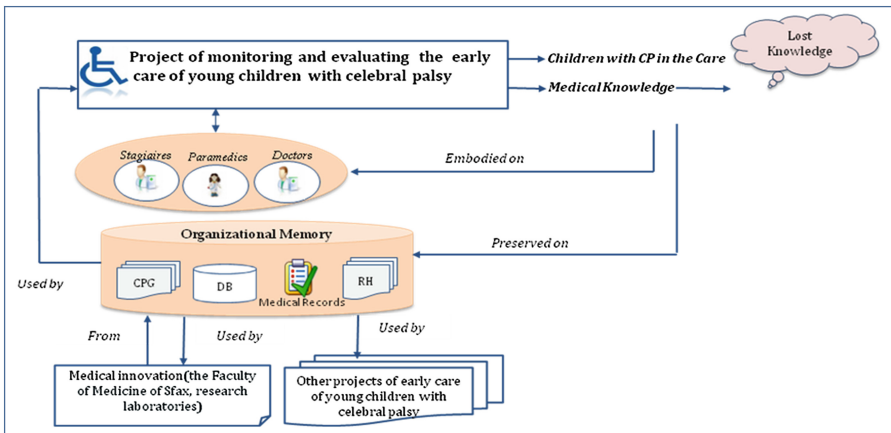 Project of monitoring and evaluating the early
care of young children with celebral palsy
Children with CP in the Care
Medical Knowledge
Lost
Knowledge
Stagiaires
Paramedics
Doctors
Embodied on
Organizational Memory
Preserved on
CPG
DB
Medical Records
RH
Used by
From
Used by
Used by
Medical innovation(the Faculty
of Medicine of Sfax, research
laboratories)
Other projects of early care
of young children with
celebral palsy